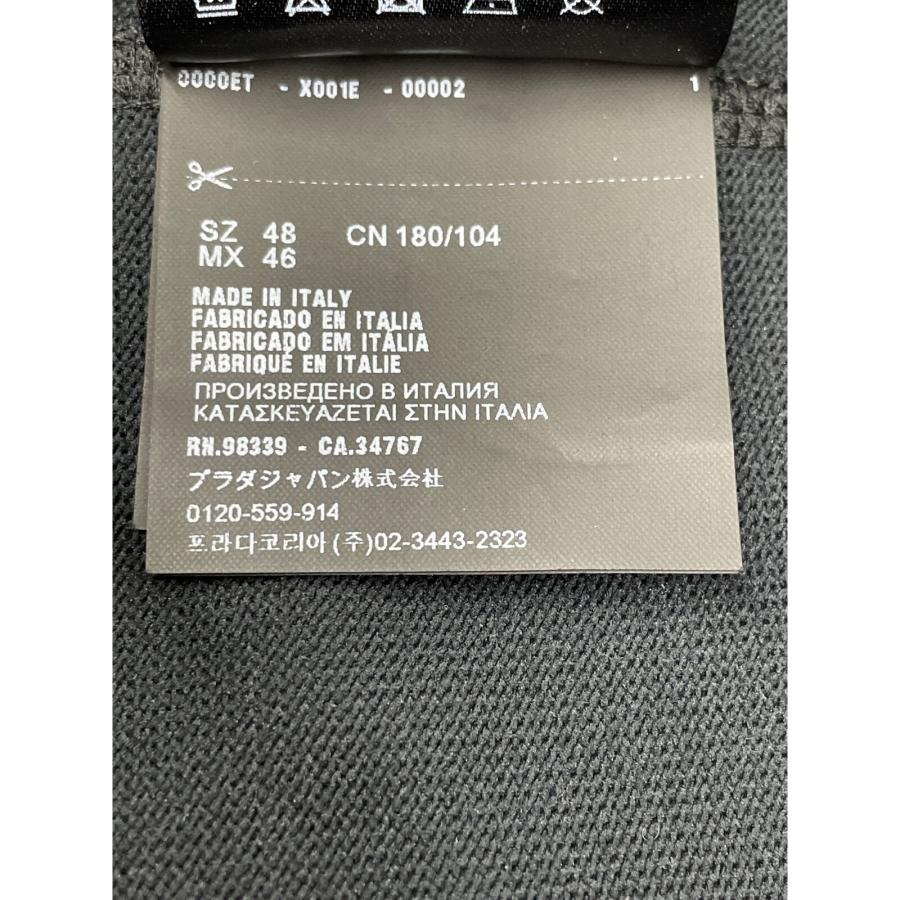 0000ET - X001E - 00002 1
SZ 48 CN 180/104
MX 46
MADE IN ITALY
FABRICADO EN ITALIA
FABRICADO EM ITÁLIA
FABRIQUÉ EN ITALIE
ПРОИЗВЕДЕНО В ИТАЛИЯ
ΚΑΤΑΣΚΕΥΑΖΕΤΑΙ ΣΤΗΝ ΙΤΑΛΙΑ
RN.98339 - CA.34767
プラダジャパン株式会社
0120-559-914
프라다코리아(주)02-3443-2323